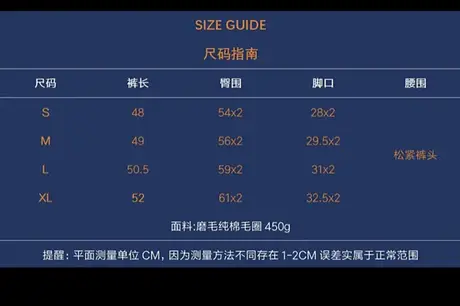 SIZE GUIDE
尺码指南
尺码 裤长 臀围 脚口 腰围
S 48 54x2 28x2
M 49 56x2 29.5x2
松紧裤头
L 50.5 59x2 31x2
XL 52 61x2 32.5x2
面料:磨毛纯棉毛圈 450g
提醒：平面测量单位 CM，因为测量方法不同存在 1-2CM 误差实属于正常范围